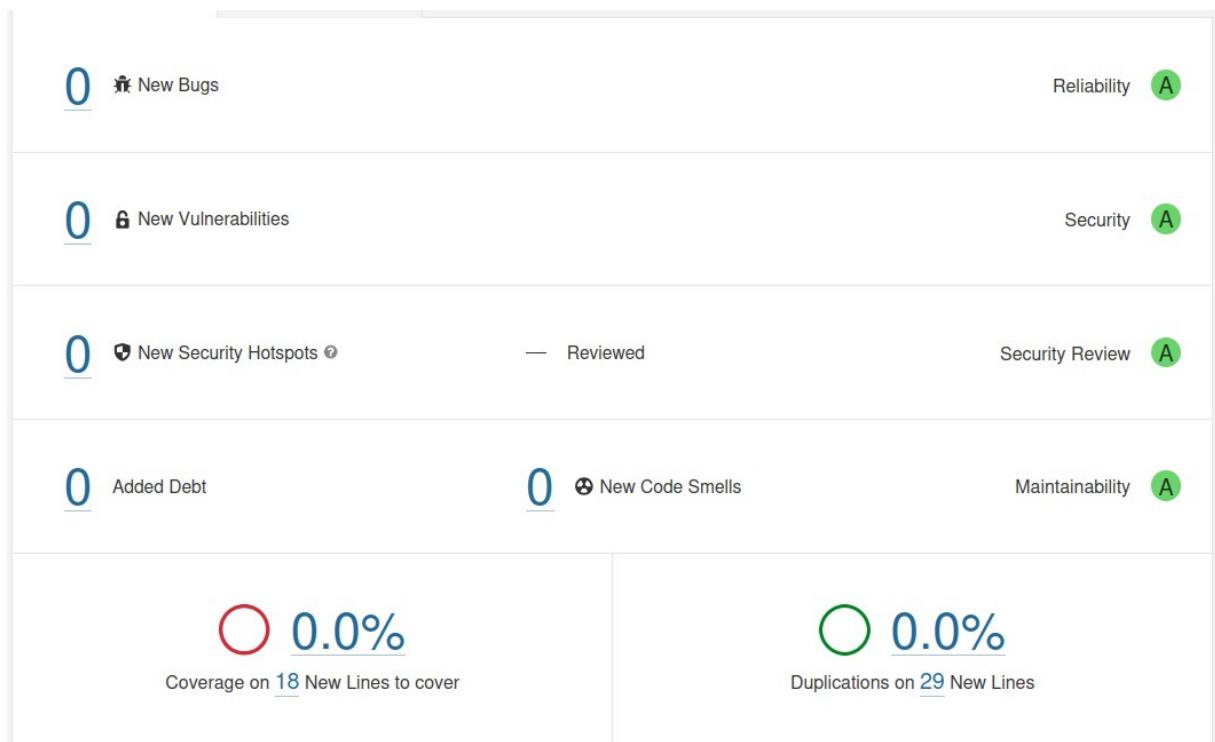 0 New Bugs Reliability A
0 New Vulnerabilities Security A
0 New Security Hotspots ? — Reviewed Security Review A
0 Added Debt 0 New Code Smells Maintainability A
0.0% 0.0%
Coverage on 18 New Lines to cover Duplications on 29 New Lines